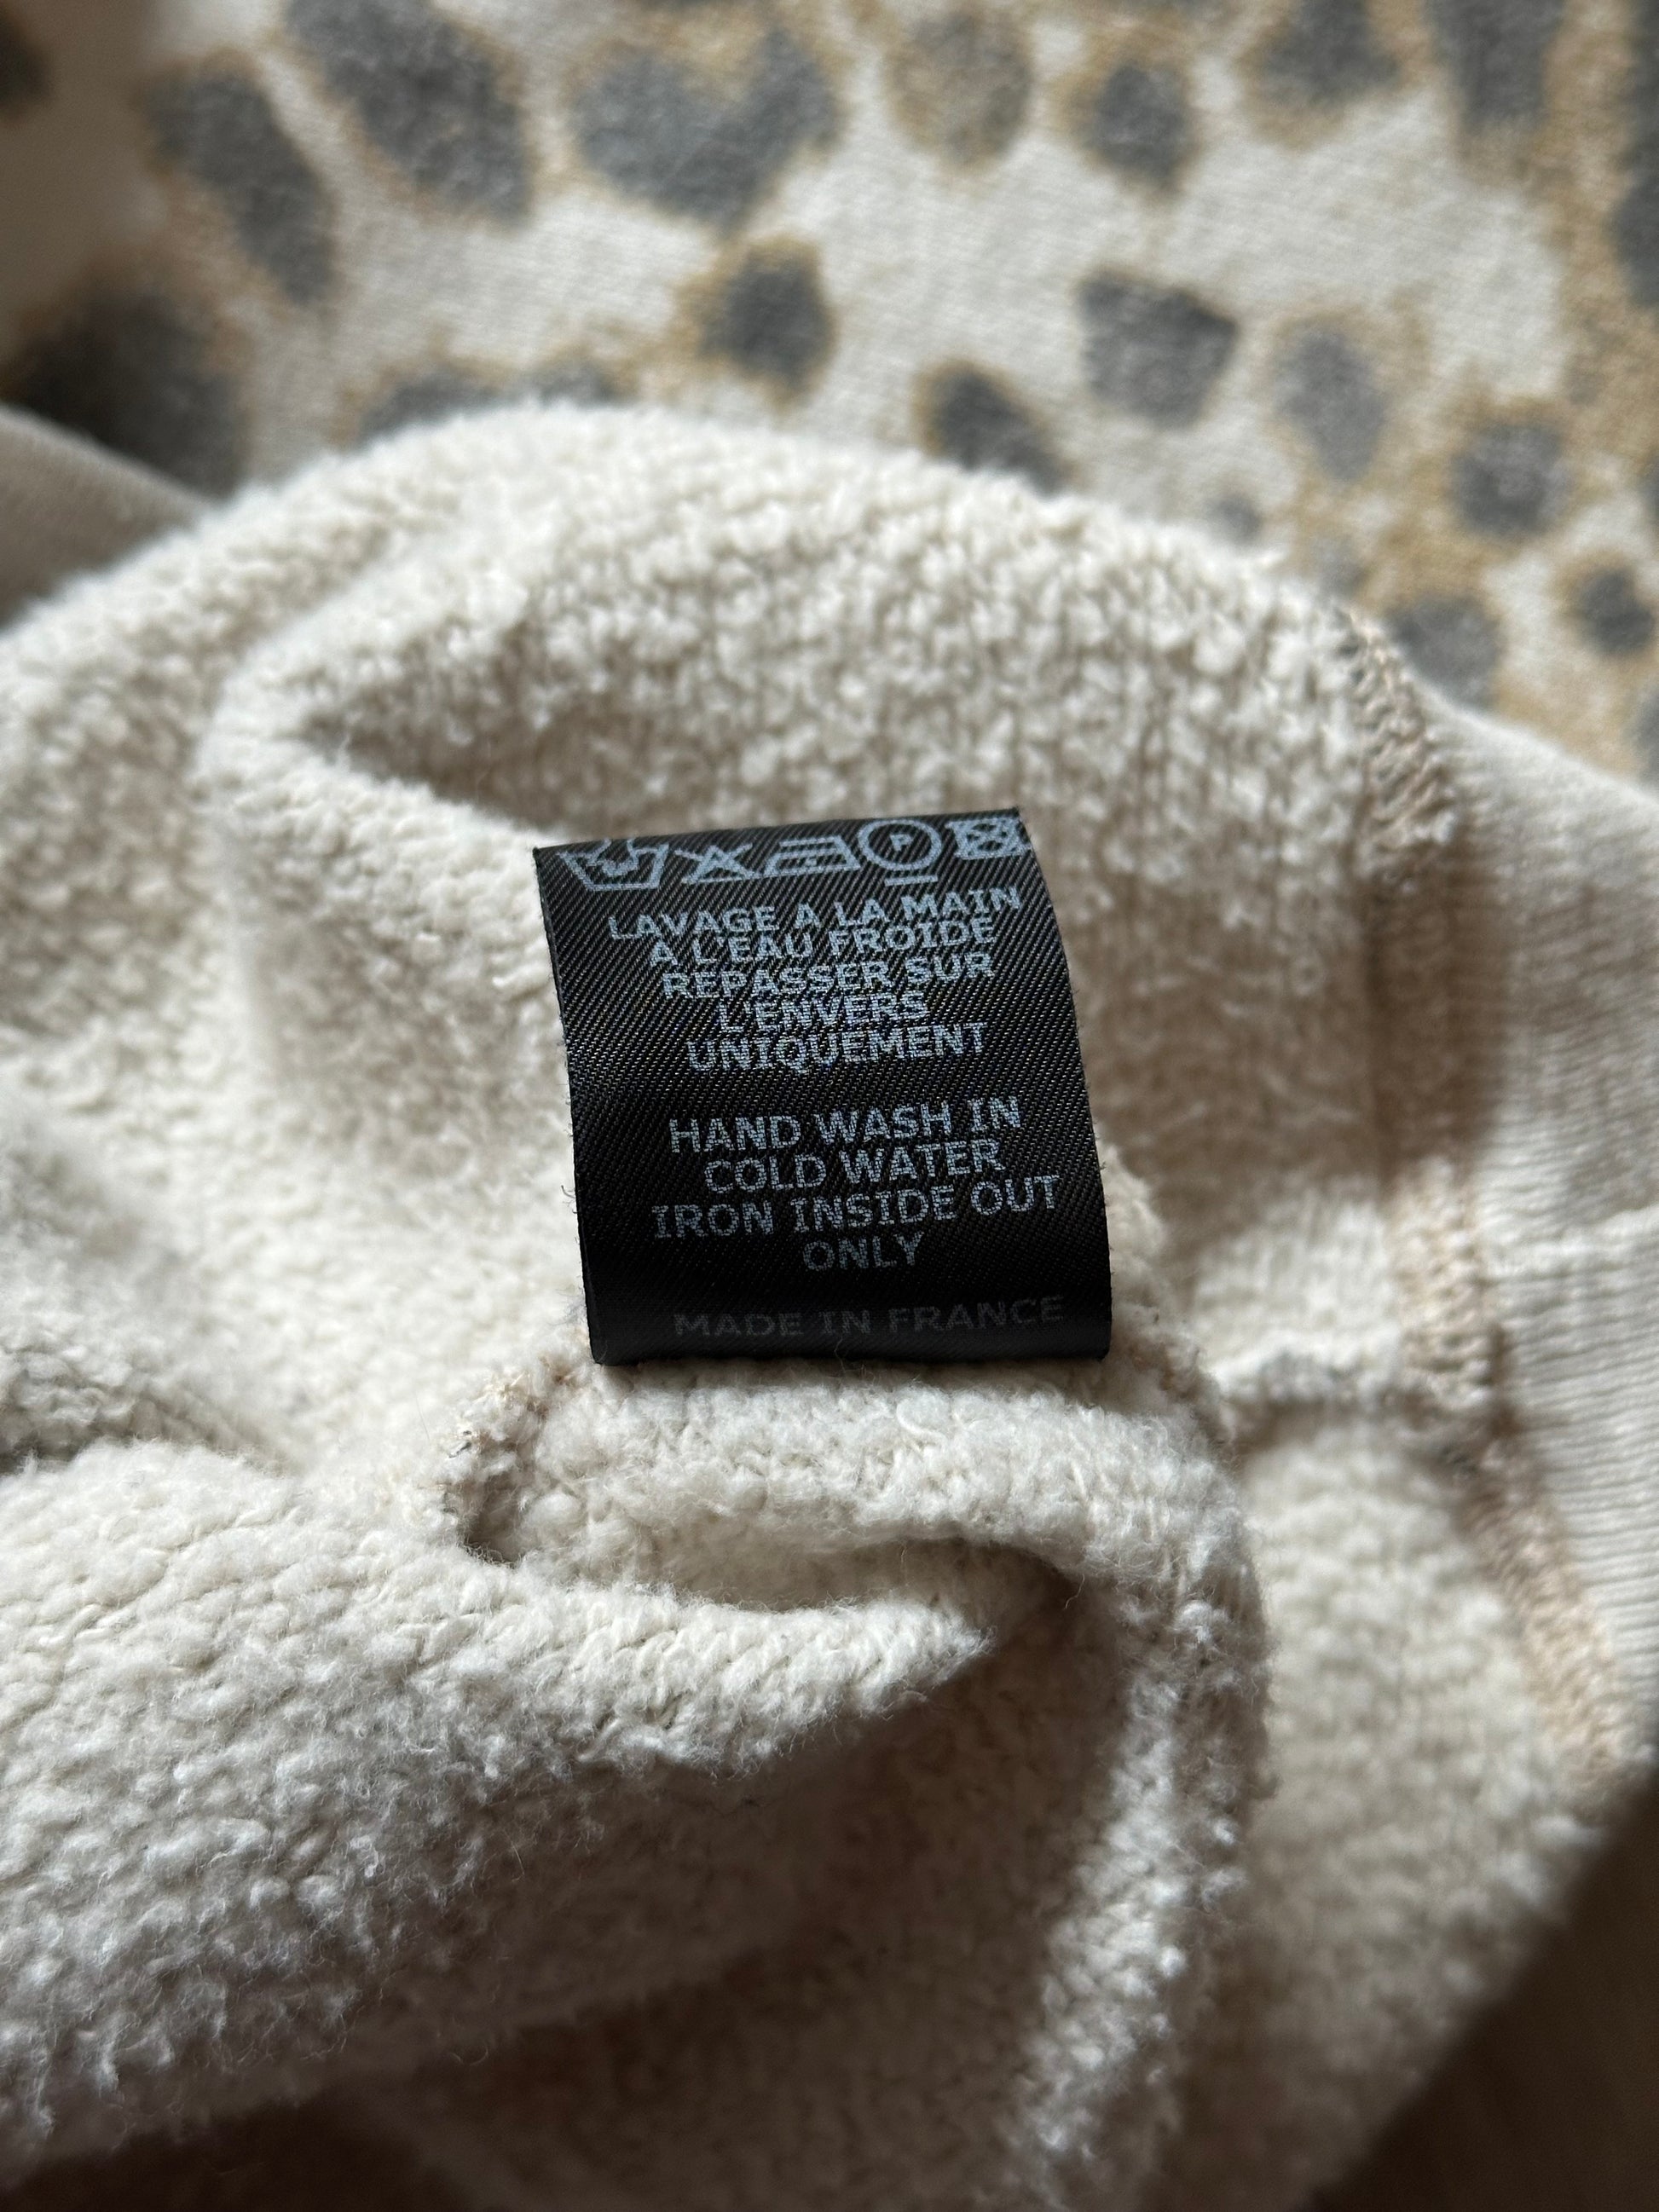 P
LAVAGE A LA MAIN
A L'EAU FROIDE
REPASSER SUR
L'ENVERS
UNIQUEMENT
HAND WASH IN
COLD WATER
IRON INSIDE OUT
ONLY
MADE IN FRANCE